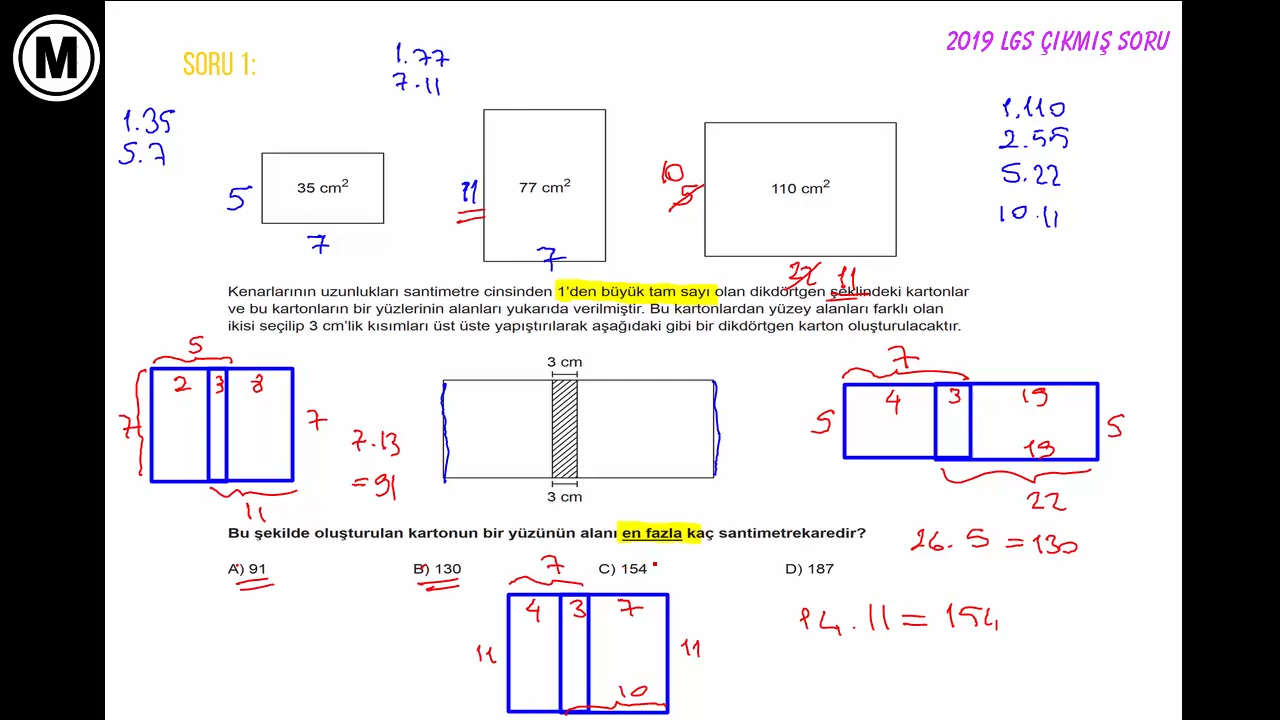 M
SORU 1:
2019 LGS ÇIKMIŞ SORU
1.77
7.11
1.35
5.7
1.110
2.55
5.22
10.11
5
35 cm²
7
11
77 cm²
7
10
5
110 cm²
22 11
Kenarlarının uzunlukları santimetre cinsinden 1'den büyük tam sayı olan dikdörtgen şeklindeki kartonlar
ve bu kartonların bir yüzlerinin alanları yukarıda verilmiştir. Bu kartonlardan yüzey alanları farklı olan
ikisi seçilip 3 cm'lik kısımları üst üste yapıştırılarak aşağıdaki gibi bir dikdörtgen karton oluşturulacaktır.
5
2 3 8
7
7
11
7.13
=91
3 cm
3 cm
7
4 3 19
5
5
19
22
Bu şekilde oluşturulan kartonun bir yüzünün alanı en fazla kaç santimetrekaredir?
26.5=130
A) 91
B) 130
C) 154
D) 187
7
4 3 7
11
11
10
14.11=154